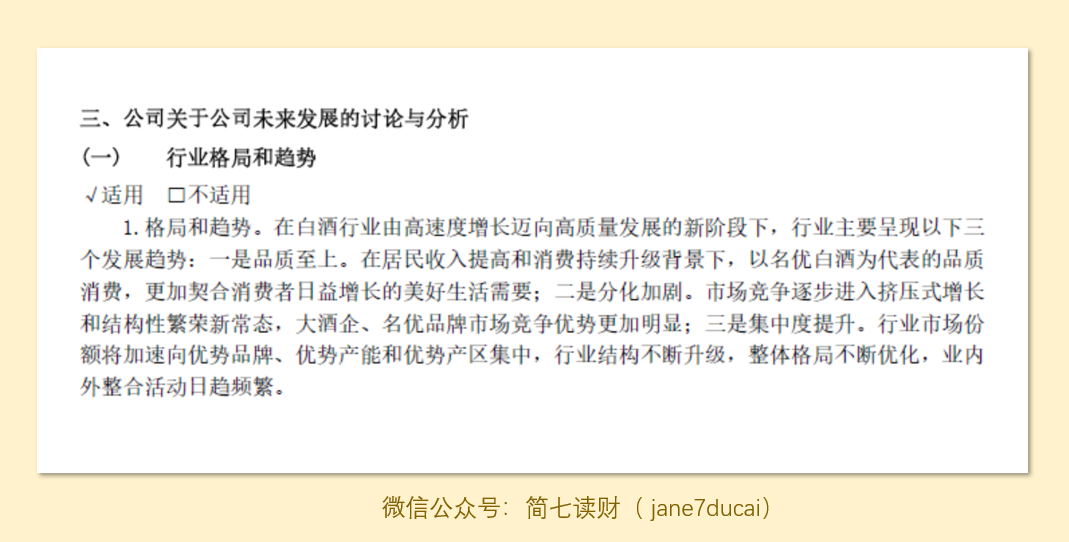 三、公司关于公司未来发展的讨论与分析
(一) 行业格局和趋势
√适用 □不适用
1.格局和趋势。在白酒行业由高速度增长迈向高质量发展的新阶段下，行业主要呈现以下三
个发展趋势：一是品质至上。在居民收入提高和消费持续升级背景下，以名优白酒为代表的品质
消费，更加契合消费者日益增长的美好生活需要；二是分化加剧。市场竞争逐步进入挤压式增长
和结构性繁荣新常态，大酒企、名优品牌市场竞争优势更加明显；三是集中度提升。行业市场份
额将加速向优势品牌、优势产能和优势产区集中，行业结构不断升级，整体格局不断优化，业内
外整合活动日趋频繁。
微信公众号：简七读财（jane7ducai）